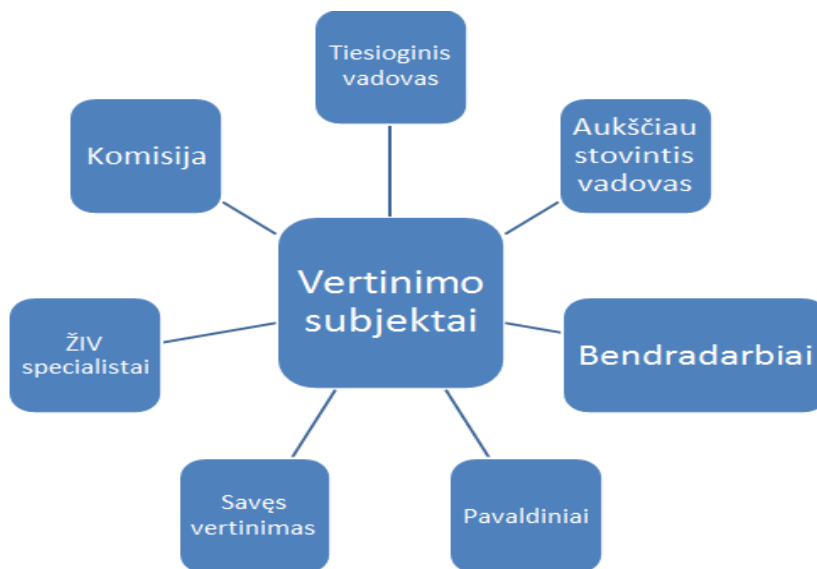 Tiesioginis
vadovas
Aukščiau
stovintis
vadovas
Komisija
Vertinimo
subjektai
Bendradarbiai
ŽIV
specialistai
Savęs
vertinimas
Pavaldiniai